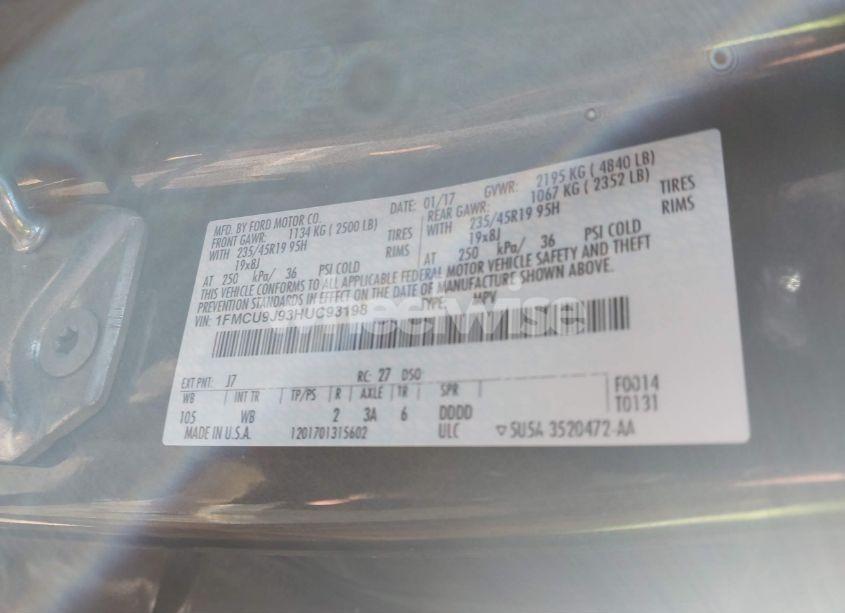 MFD. BY FORD MOTOR CO.
DATE: 01/17 GVWR: 2195 KG ( 4840 LB)
FRONT GAWR: 1134 KG ( 2500 LB)
REAR GAWR: 1067 KG ( 2352 LB)
WITH 235/45R19 95H TIRES
WITH 235/45R19 95H TIRES
19x8J RIMS
19x8J RIMS
AT 250 kPa/ 36 PSI COLD
AT 250 kPa/ 36 PSI COLD
THIS VEHICLE CONFORMS TO ALL APPLICABLE FEDERAL MOTOR VEHICLE SAFETY AND THEFT
PREVENTION STANDARDS IN EFFECT ON THE DATE OF MANUFACTURE SHOWN ABOVE.
VIN: 1FMCU9J93HUC93198 TYPE: MPV
wheelwise
EXT PNT: J7 RC: 27 DSO:
WB INT TR TP/PS R AXLE TR SPR
F0014
105 WB 2 3A 6 DDDD
T0131
MADE IN U.S.A. 1201701315602 ULC ▽SU5A 3520472-AA